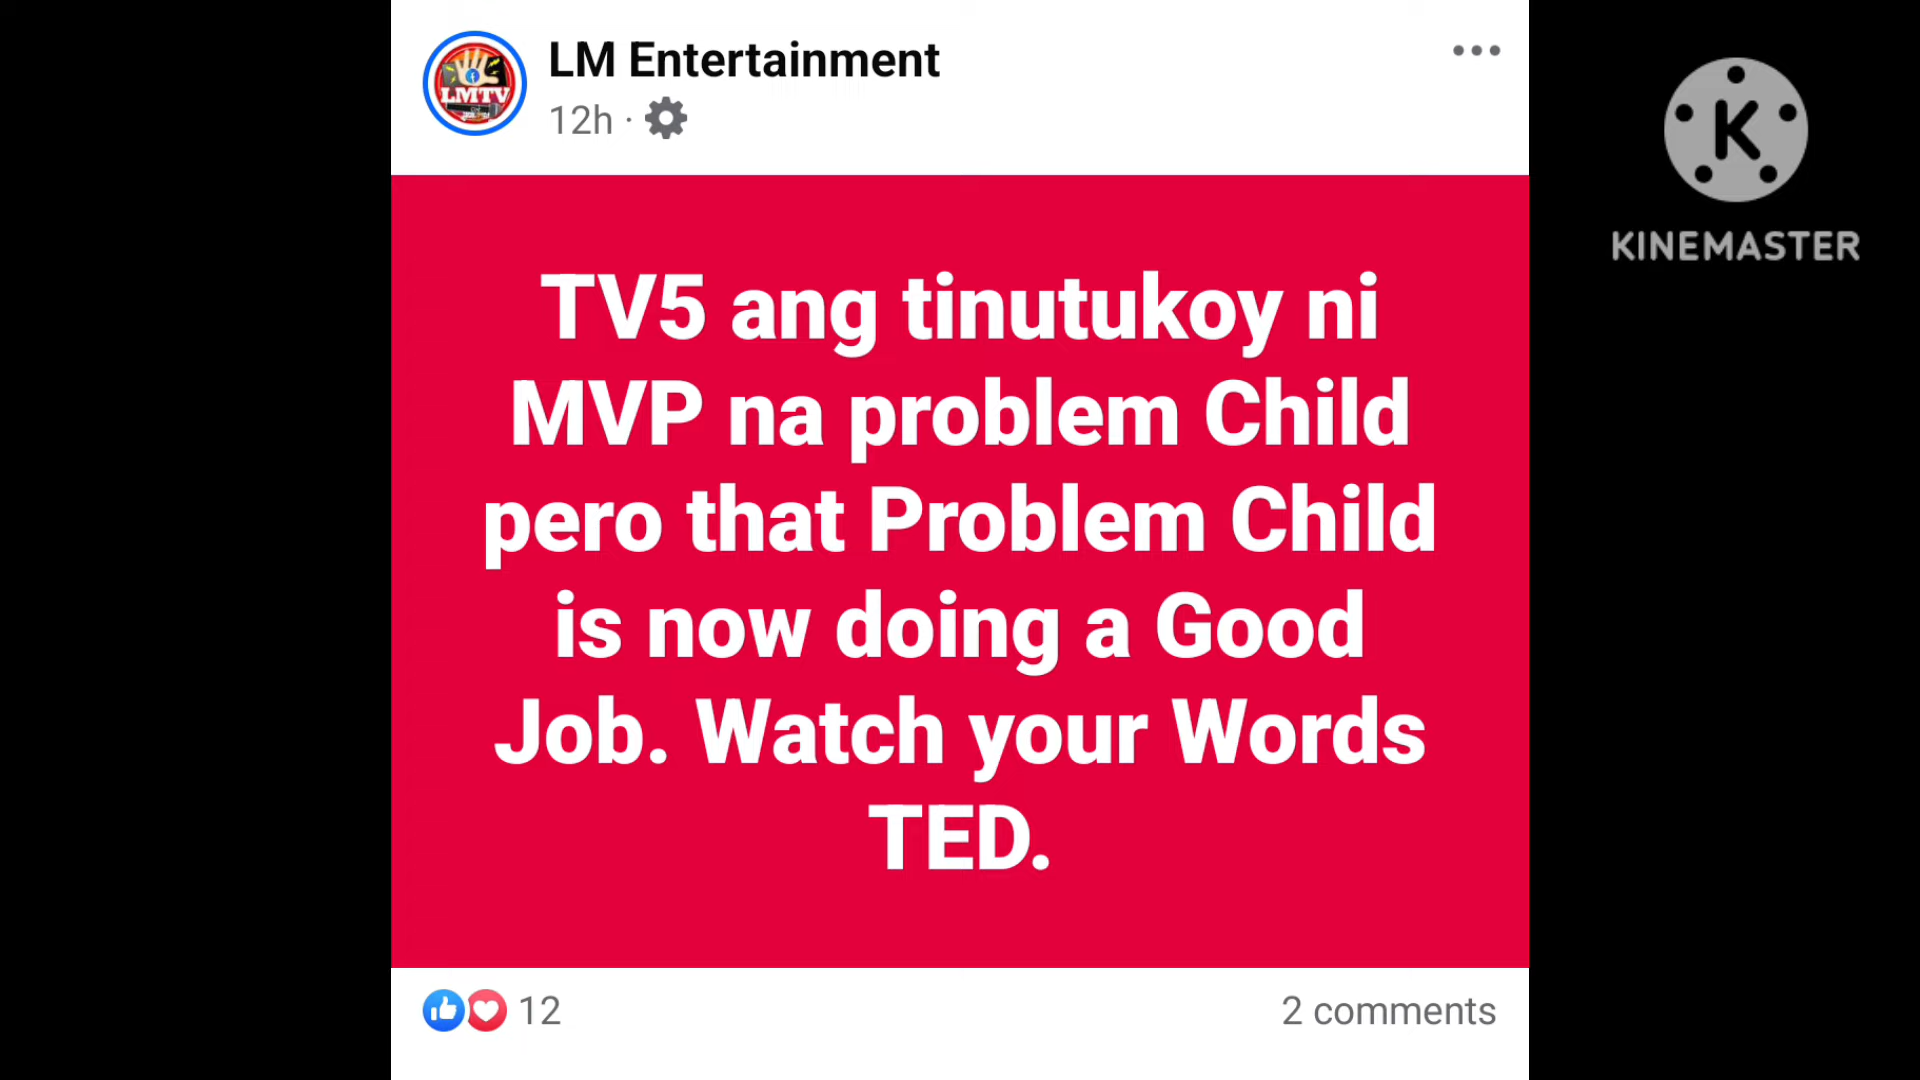 LMTV
LM Entertainment
12h ·
K
KINEMASTER
TV5 ang tinutukoy ni
MVP na problem Child
pero that Problem Child
is now doing a Good
Job. Watch your Words
TED.
12
2 comments